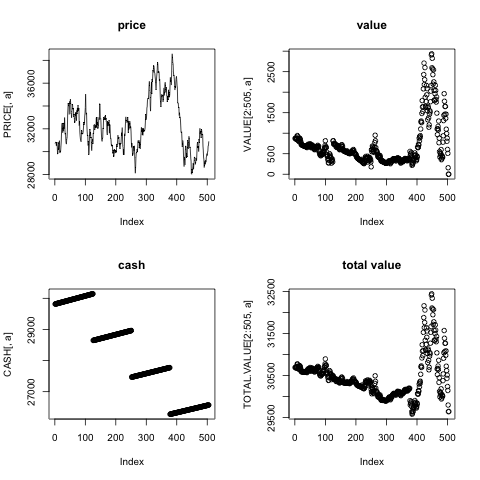 price
PRICE[, a]
28000 32000 36000
0 100 200 300 400 500
Index
value
VALUE[2:505, a]
0 500 1500 2500
0 100 200 300 400 500
Index
cash
CASH[, a]
27000 29000
0 100 200 300 400 500
Index
total value
TOTAL.VALUE[2:505, a]
29500 30500 31500 32500
0 100 200 300 400 500
Index